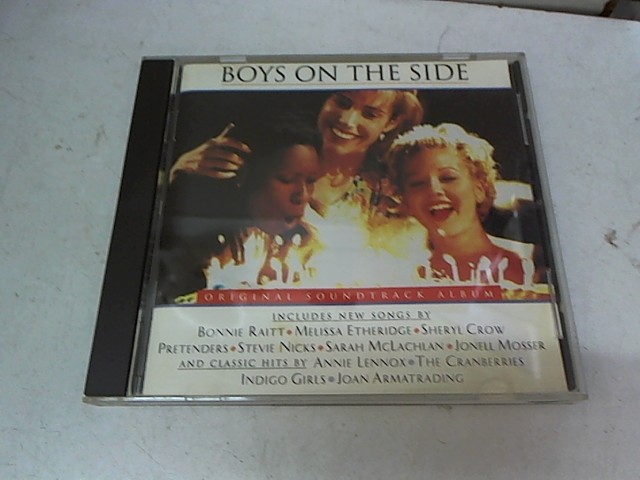 BOYS ON THE SIDE
ORIGINAL SOUNDTRACK ALBUM
INCLUDES NEW SONGS BY
BONNIE RAITT • MELISSA ETHERIDGE • SHERYL CROW
PRETENDERS • STEVIE NICKS • SARAH MCLACHLAN • JONELL MOSSER
AND CLASSIC HITS BY ANNIE LENNOX • THE CRANBERRIES
INDIGO GIRLS • JOAN ARMATRADING